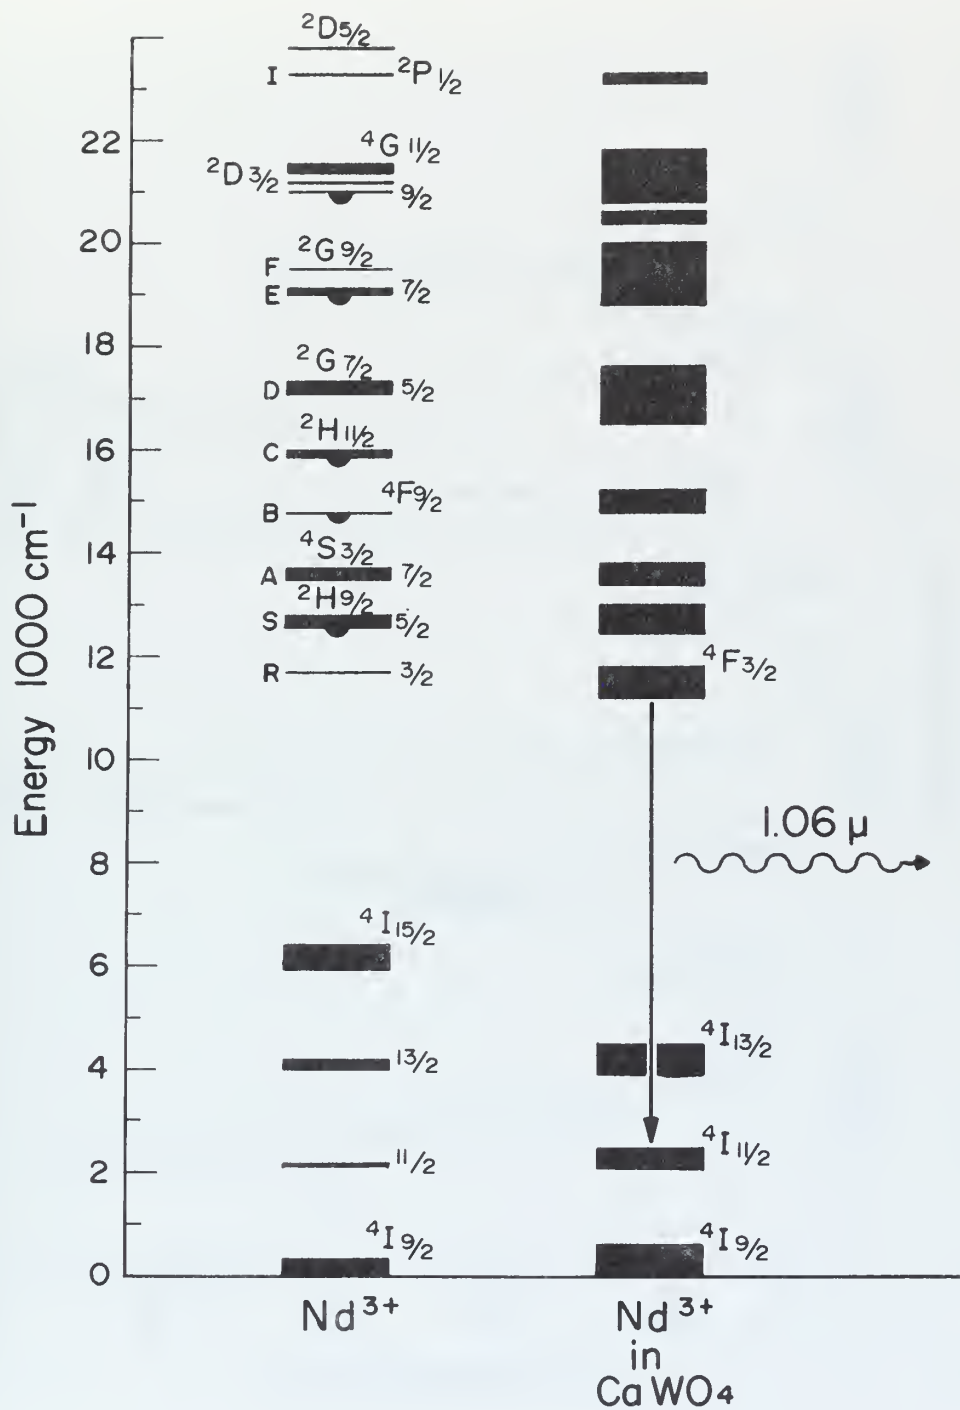 ²D5/2
I ²P1/2
22
⁴G 11/2
²D3/2
9/2
20
²G9/2
F
E 7/2
18
²G7/2
D 5/2
²H11/2
16
C
⁴F9/2
B
⁴S3/2
14
A 7/2
²H9/2
S 5/2
12
R 3/2
⁴F3/2
Energy 1000 cm⁻¹
10
1.06 μ
8
⁴I15/2
6
⁴I13/2
4
13/2
⁴I11/2
11/2
2
⁴I9/2
⁴I9/2
0
Nd³⁺
Nd³⁺
in
CaWO4